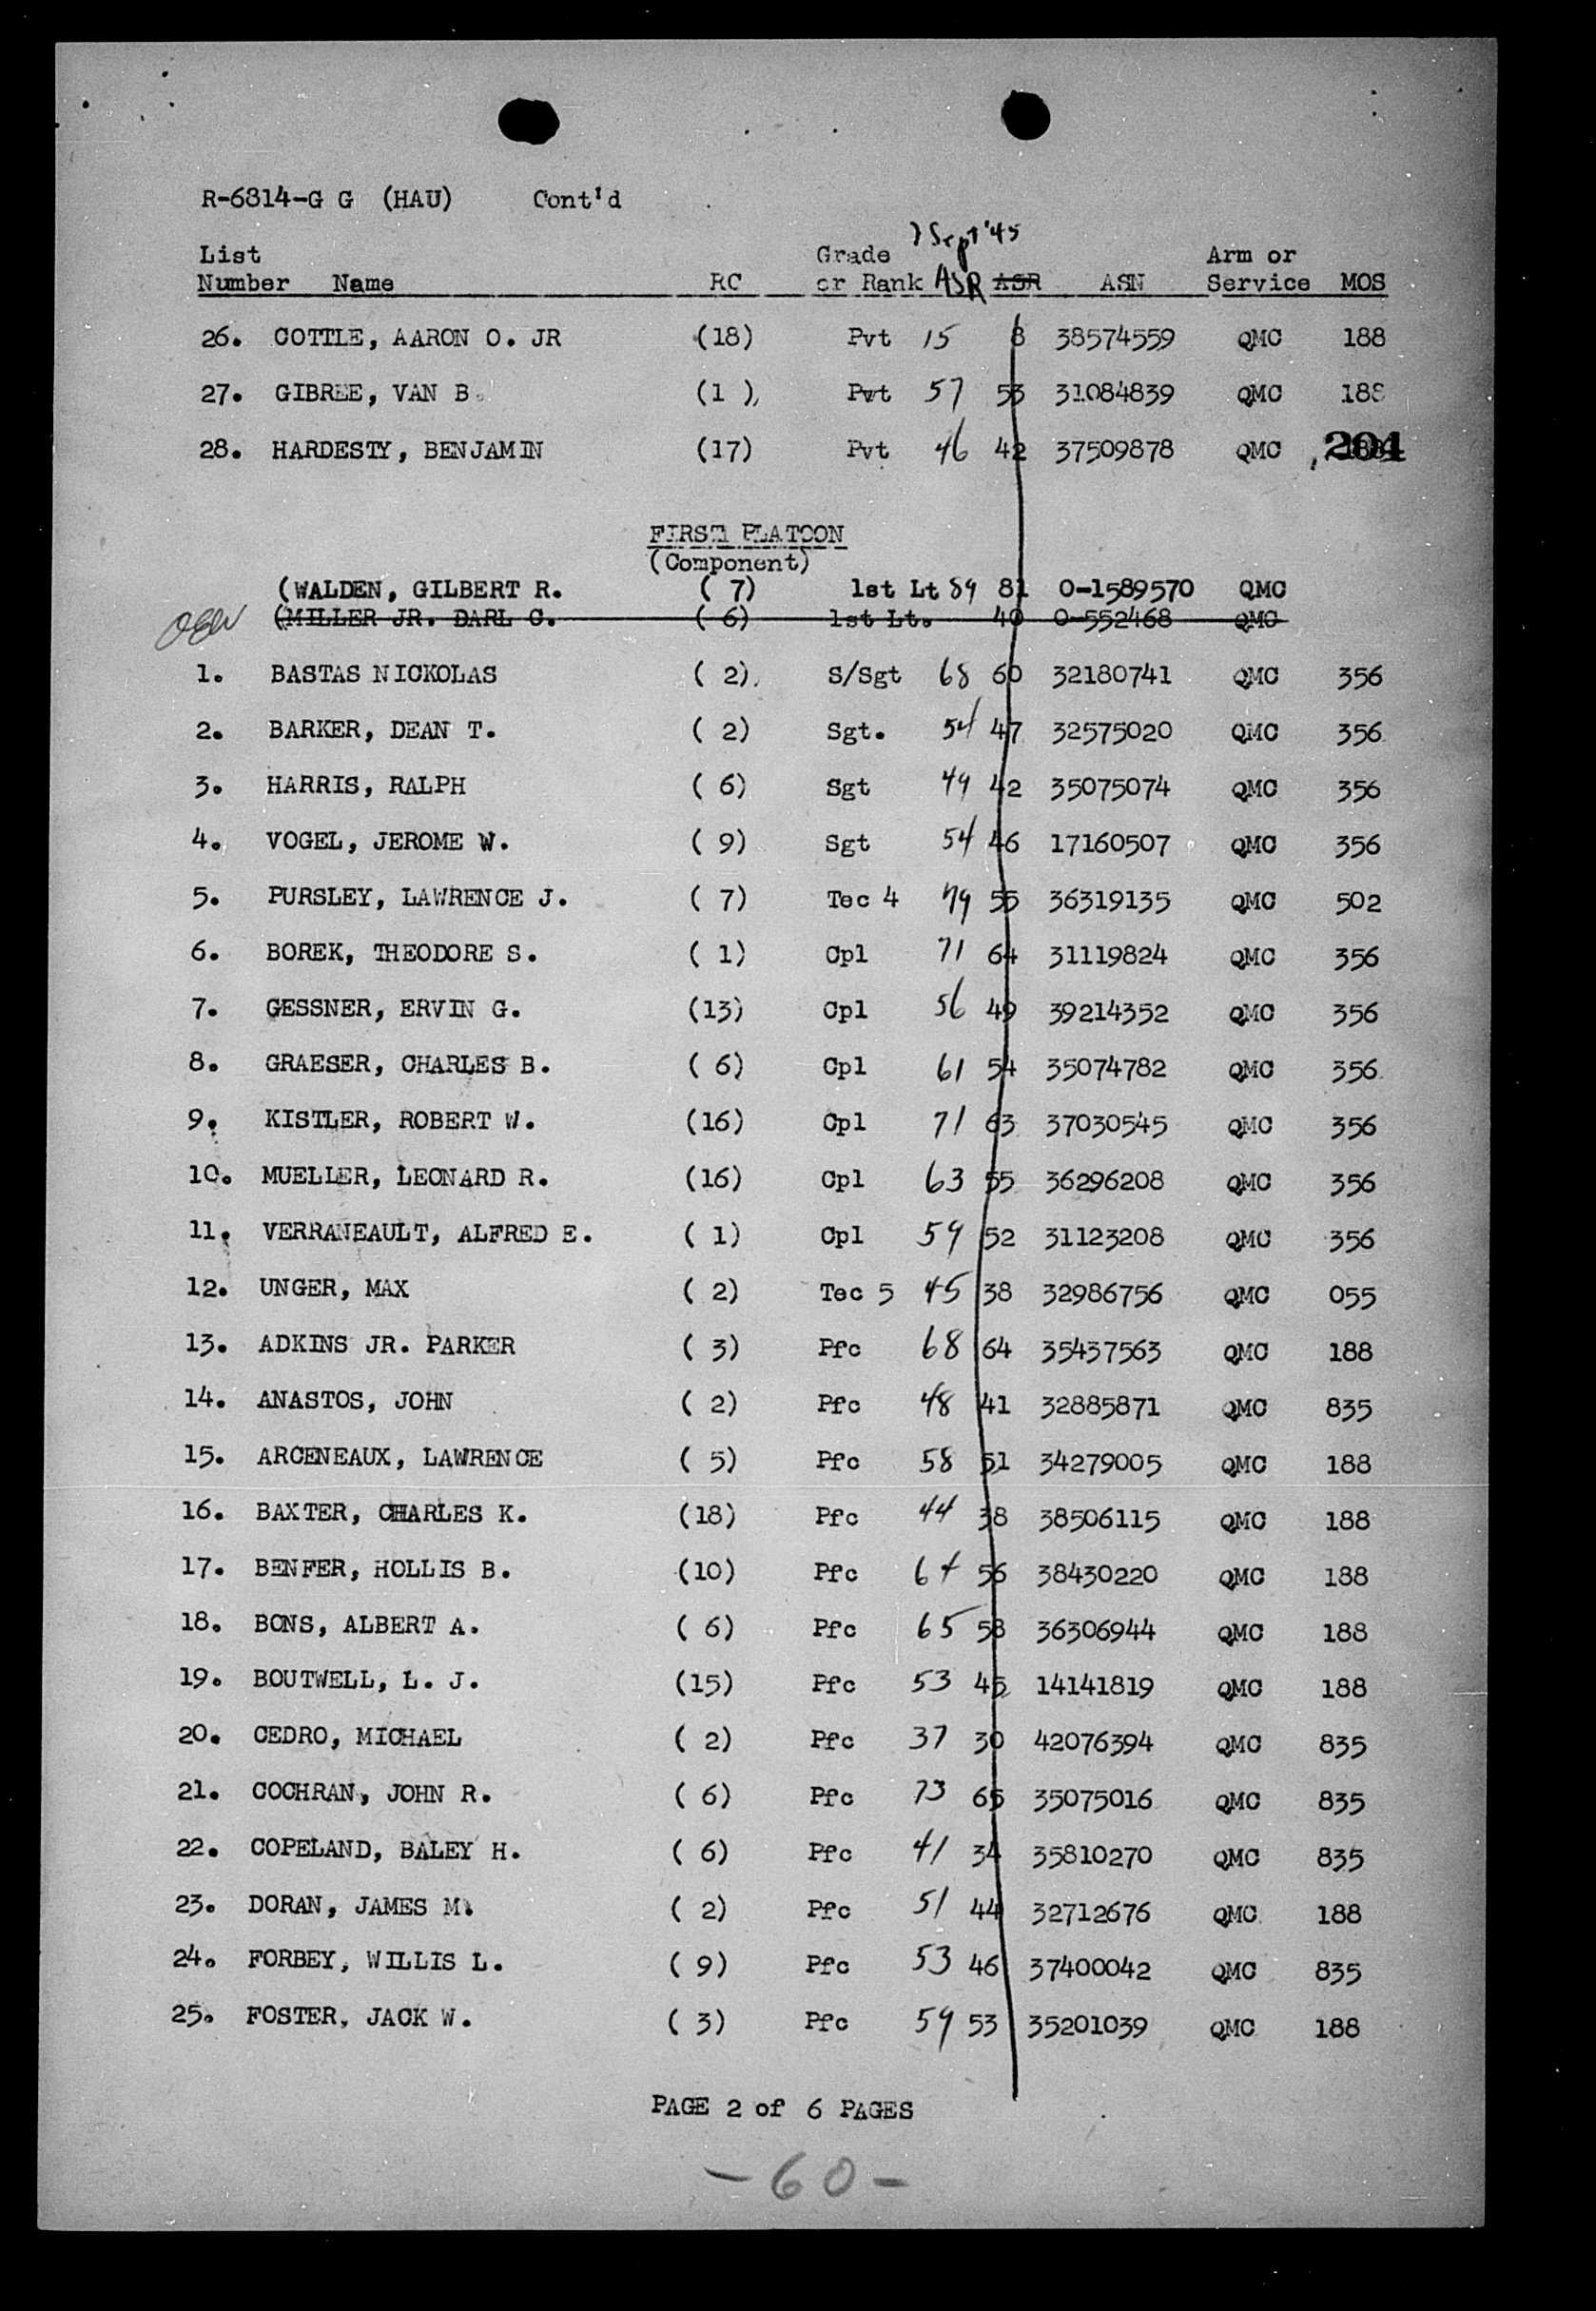 R-6814-G G (HAU) Cont'd
7 Sept '45
List Grade Arm or
Number Name RC or Rank ASR ASR ASN Service MOS
26. COTTLE, AARON O. JR (18) Pvt 15 8 38574559 QMC 188
27. GIBREE, VAN B. (1 ) Pvt 57 53 31084839 QMC 188
28. HARDESTY, BENJAMIN (17) Pvt 46 42 37509878 QMC 204
FIRST PLATOON
(Component)
(WALDEN, GILBERT R. ( 7) 1st Lt 89 81 O-1589570 QMC
(MILLER JR. DARL C. ( 6) 1st Lt. 40 O-552468 QMC
1. BASTAS NICKOLAS ( 2) S/Sgt 68 60 32180741 QMC 356
2. BARKER, DEAN T. ( 2) Sgt. 54 47 32575020 QMC 356
3. HARRIS, RALPH ( 6) Sgt 49 42 35075074 QMC 356
4. VOGEL, JEROME W. ( 9) Sgt 54 46 17160507 QMC 356
5. PURSLEY, LAWRENCE J. ( 7) Tec 4 55 36319135 QMC 502
6. BOREK, THEODORE S. ( 1) Cpl 71 64 31119824 QMC 356
7. GESSNER, ERVIN G. (13) Cpl 56 49 39214352 QMC 356
8. GRAESER, CHARLES B. ( 6) Cpl 61 54 35074782 QMC 356
9. KISTLER, ROBERT W. (16) Cpl 71 63 37030545 QMC 356
10. MUELLER, LEONARD R. (16) Cpl 63 55 36296208 QMC 356
11. VERRANEAULT, ALFRED E. ( 1) Cpl 59 52 31123208 QMC 356
12. UNGER, MAX ( 2) Tec 5 45 38 32986756 QMC 055
13. ADKINS JR. PARKER ( 3) Pfc 68 64 35437563 QMC 188
14. ANASTOS, JOHN ( 2) Pfc 48 41 32885871 QMC 835
15. ARCENEAUX, LAWRENCE ( 5) Pfc 58 51 34279005 QMC 188
16. BAXTER, CHARLES K. (18) Pfc 44 38 38506115 QMC 188
17. BENFER, HOLLIS B. (10) Pfc 64 56 38430220 QMC 188
18. BONS, ALBERT A. ( 6) Pfc 65 58 36306944 QMC 188
19. BOUTWELL, L. J. (15) Pfc 53 45 14141819 QMC 188
20. CEDRO, MICHAEL ( 2) Pfc 37 30 42076394 QMC 835
21. COCHRAN, JOHN R. ( 6) Pfc 73 65 35075016 QMC 835
22. COPELAND, BALEY H. ( 6) Pfc 41 34 35810270 QMC 835
23. DORAN, JAMES M. ( 2) Pfc 51 44 32712676 QMC 188
24. FORBEY, WILLIS L. ( 9) Pfc 53 46 37400042 QMC 835
25. FOSTER, JACK W. ( 3) Pfc 59 53 35201039 QMC 188
PAGE 2 of 6 PAGES
- 60 -